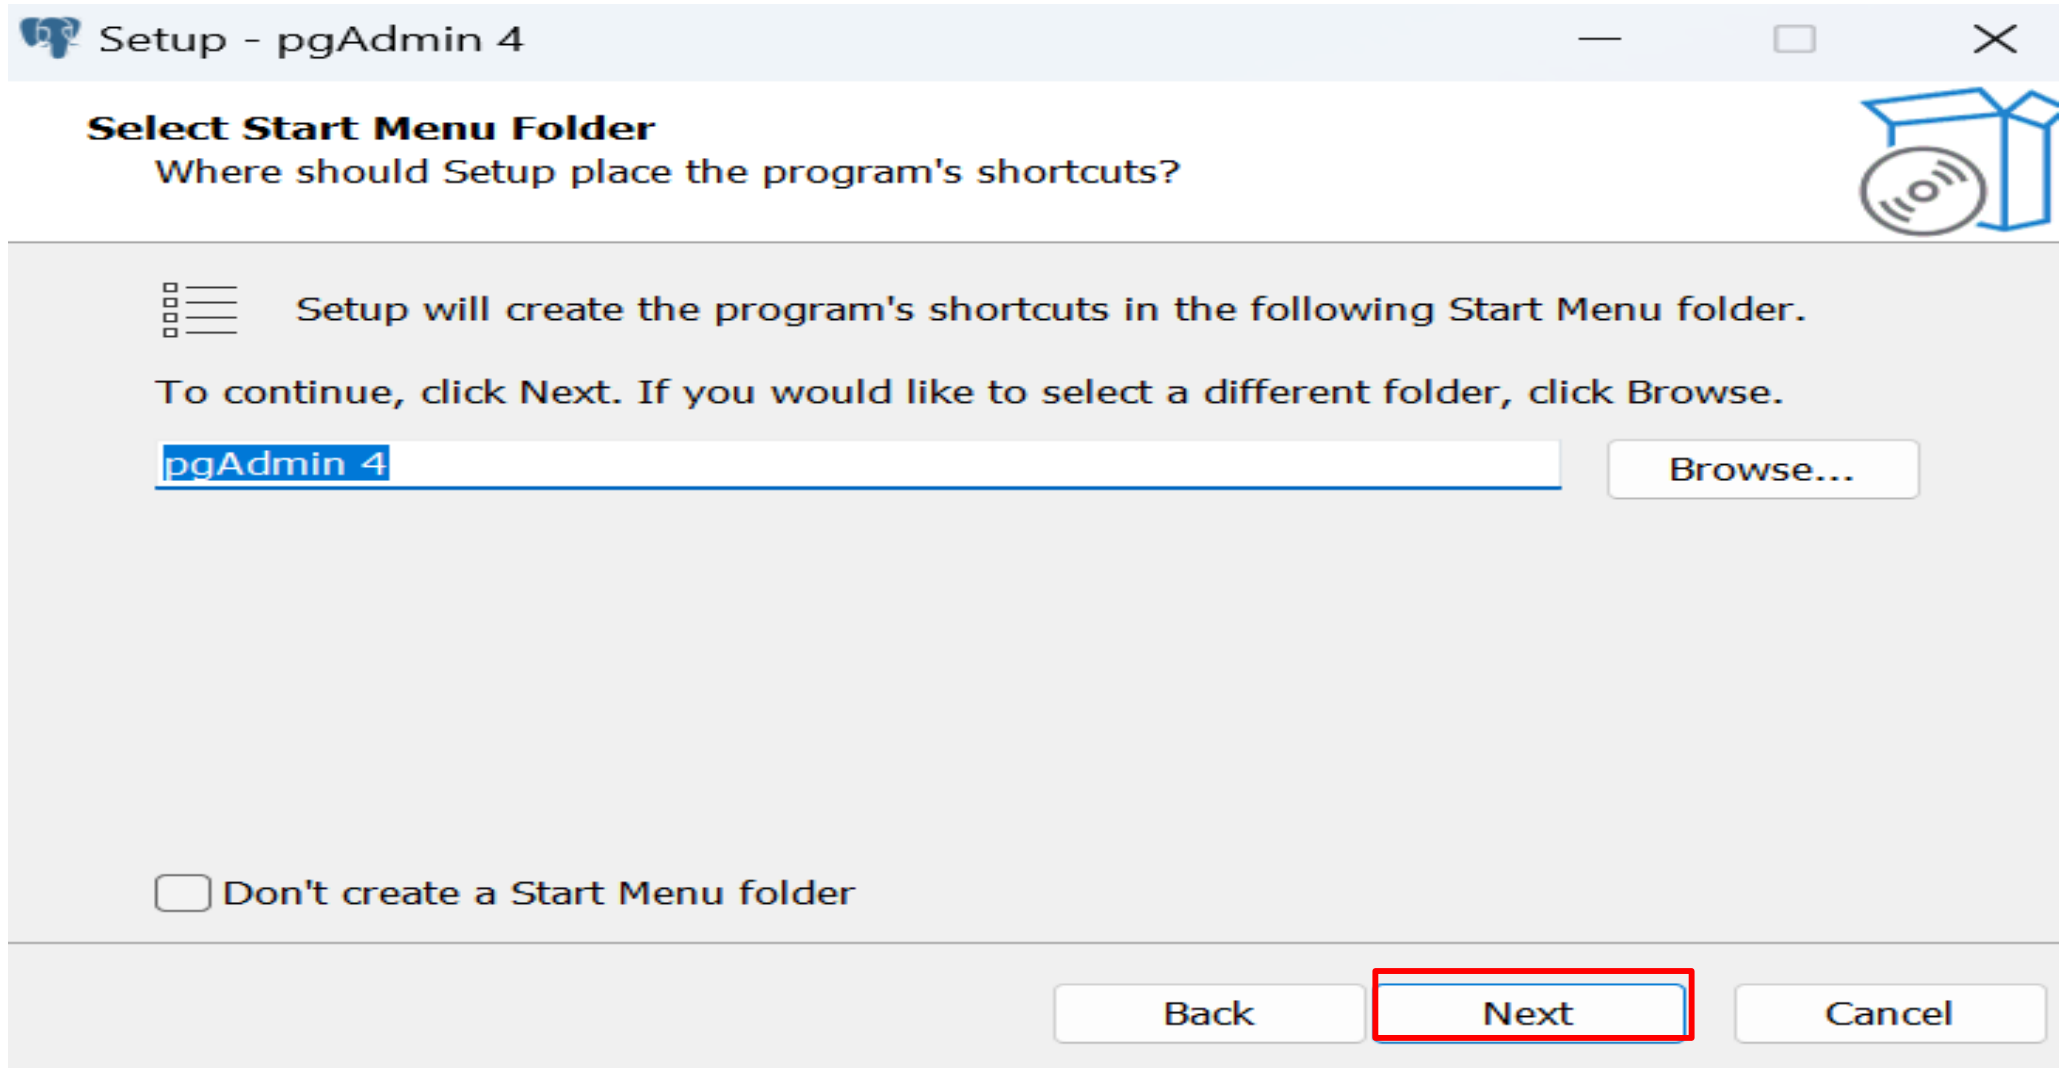 Setup - pgAdmin 4
Select Start Menu Folder
Where should Setup place the program's shortcuts?
Setup will create the program's shortcuts in the following Start Menu folder.
To continue, click Next. If you would like to select a different folder, click Browse.
pgAdmin 4
Browse...
Don't create a Start Menu folder
Back Next Cancel